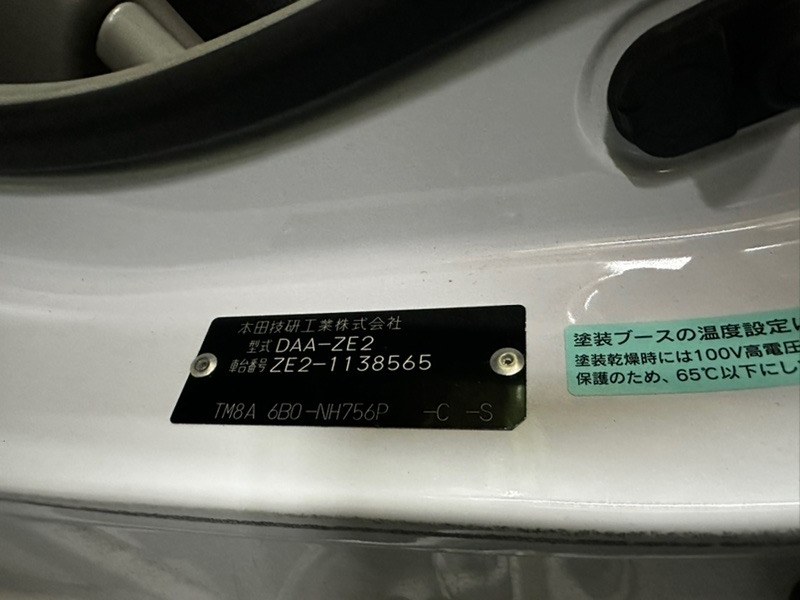 本田技研工業株式会社
型式 DAA-ZE2
車台番号 ZE2-1138565
TM8A 6B0-NH756P -C -S
塗装ブースの温度設定に
塗装乾燥時には100V高電圧
保護のため、65℃以下にし